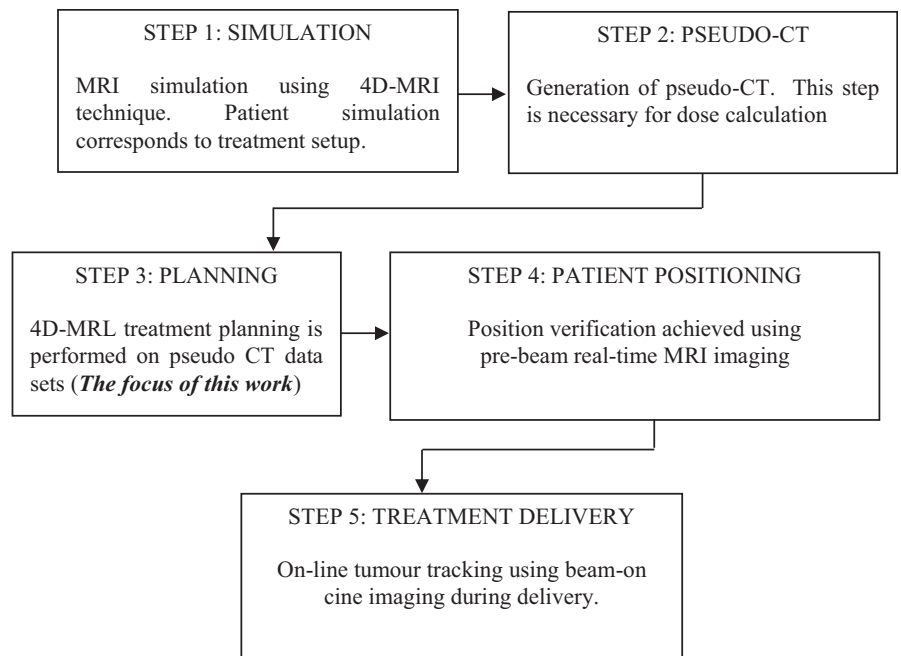 STEP 1: SIMULATION
MRI simulation using 4D-MRI
technique. Patient simulation
corresponds to treatment setup.
STEP 2: PSEUDO-CT
Generation of pseudo-CT. This step
is necessary for dose calculation
STEP 3: PLANNING
4D-MRL treatment planning is
performed on pseudo CT data
sets (The focus of this work)
STEP 4: PATIENT POSITIONING
Position verification achieved using
pre-beam real-time MRI imaging
STEP 5: TREATMENT DELIVERY
On-line tumour tracking using beam-on
cine imaging during delivery.